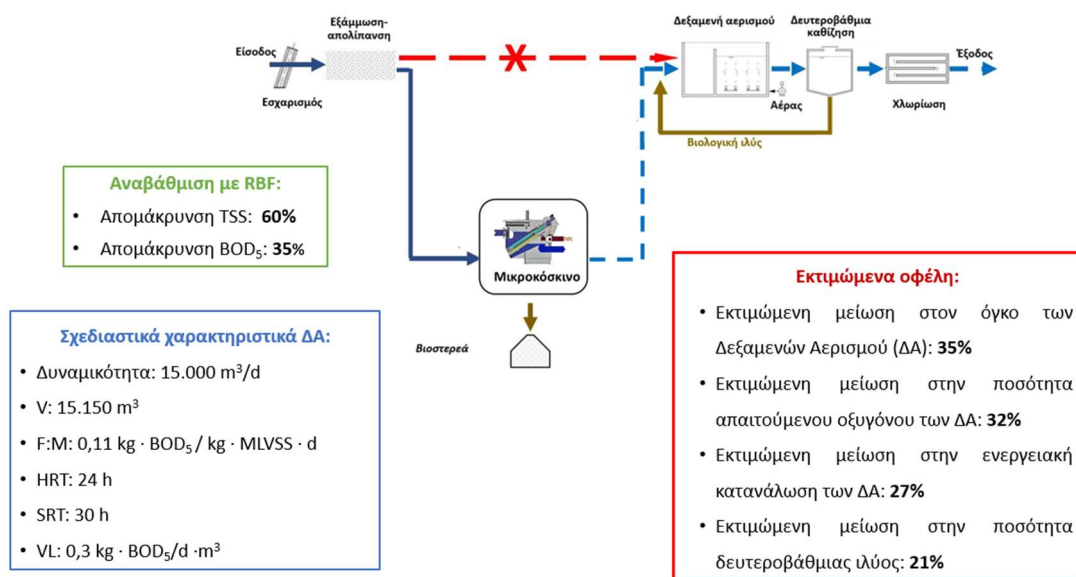 Εξάμμωση-
απολίπανση
Δεξαμενή αερισμού
Δευτεροβάθμια
καθίζηση
Είσοδος
Έξοδος
Εσχαρισμός
Αέρας
Χλωρίωση
Βιολογική ιλύς
Αναβάθμιση με RBF:
• Απομάκρυνση TSS: 60%
• Απομάκρυνση BOD₅: 35%
Μικροκόσκινο
Βιοστερεά
Σχεδιαστικά χαρακτηριστικά ΔΑ:
• Δυναμικότητα: 15.000 m³/d
• V: 15.150 m³
• F:M: 0,11 kg · BOD₅ / kg · MLVSS · d
• HRT: 24 h
• SRT: 30 h
• VL: 0,3 kg · BOD₅/d ·m³
Εκτιμώμενα οφέλη:
• Εκτιμώμενη μείωση στον όγκο των
Δεξαμενών Αερισμού (ΔΑ): 35%
• Εκτιμώμενη μείωση στην ποσότητα
απαιτούμενου οξυγόνου των ΔΑ: 32%
• Εκτιμώμενη μείωση στην ενεργειακή
κατανάλωση των ΔΑ: 27%
• Εκτιμώμενη μείωση στην ποσότητα
δευτεροβάθμιας ιλύος: 21%